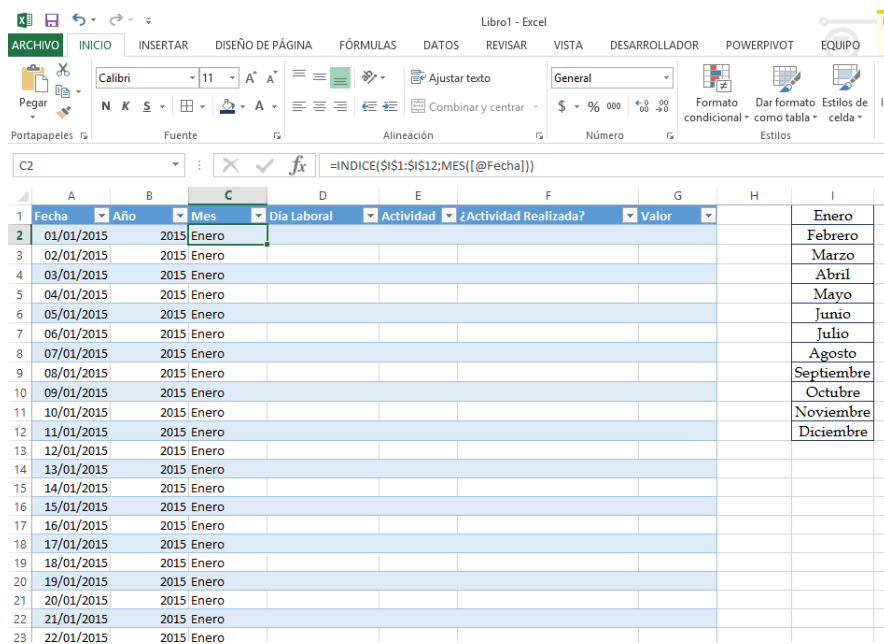 Libro1 - Excel
ARCHIVO INICIO INSERTAR DISEÑO DE PÁGINA FÓRMULAS DATOS REVISAR VISTA DESARROLLADOR POWERPIVOT EQUIPO
Pegar
Calibri 11
N K S
Ajustar texto
Combinar y centrar
General
$ % 000
Formato condicional
Dar formato como tabla
Estilos de celda
Portapapeles Fuente Alineación Número Estilos
C2 fx =INDICE($I$1:$I$12;MES([@Fecha]))
A B C D E F G H I
1 Fecha Año Mes Día Laboral Actividad ¿Actividad Realizada? Valor Enero
2 01/01/2015 2015 Enero Febrero
3 02/01/2015 2015 Enero Marzo
4 03/01/2015 2015 Enero Abril
5 04/01/2015 2015 Enero Mayo
6 05/01/2015 2015 Enero Junio
7 06/01/2015 2015 Enero Julio
8 07/01/2015 2015 Enero Agosto
9 08/01/2015 2015 Enero Septiembre
10 09/01/2015 2015 Enero Octubre
11 10/01/2015 2015 Enero Noviembre
12 11/01/2015 2015 Enero Diciembre
13 12/01/2015 2015 Enero
14 13/01/2015 2015 Enero
15 14/01/2015 2015 Enero
16 15/01/2015 2015 Enero
17 16/01/2015 2015 Enero
18 17/01/2015 2015 Enero
19 18/01/2015 2015 Enero
20 19/01/2015 2015 Enero
21 20/01/2015 2015 Enero
22 21/01/2015 2015 Enero
23 22/01/2015 2015 Enero